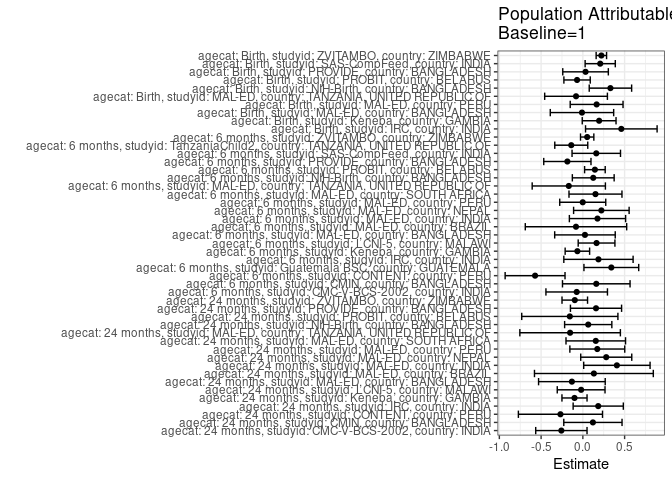 Population Attributable
Baseline=1
agecat: Birth, studyid: ZVITAMBO, country: ZIMBABWE
agecat: Birth, studyid: SAS-CompFeed, country: INDIA
agecat: Birth, studyid: PROVIDE, country: BANGLADESH
agecat: Birth, studyid: PROBIT, country: BELARUS
agecat: Birth, studyid: NIH-Birth, country: BANGLADESH
agecat: Birth, studyid: MAL-ED, country: TANZANIA, UNITED REPUBLIC OF
agecat: Birth, studyid: MAL-ED, country: PERU
agecat: Birth, studyid: MAL-ED, country: BANGLADESH
agecat: Birth, studyid: Keneba, country: GAMBIA
agecat: Birth, studyid: IRC, country: INDIA
agecat: 6 months, studyid: ZVITAMBO, country: ZIMBABWE
agecat: 6 months, studyid: TanzaniaChild2, country: TANZANIA, UNITED REPUBLIC OF
agecat: 6 months, studyid: SAS-CompFeed, country: INDIA
agecat: 6 months, studyid: PROVIDE, country: BANGLADESH
agecat: 6 months, studyid: PROBIT, country: BELARUS
agecat: 6 months, studyid: NIH-Birth, country: BANGLADESH
agecat: 6 months, studyid: MAL-ED, country: TANZANIA, UNITED REPUBLIC OF
agecat: 6 months, studyid: MAL-ED, country: SOUTH AFRICA
agecat: 6 months, studyid: MAL-ED, country: PERU
agecat: 6 months, studyid: MAL-ED, country: NEPAL
agecat: 6 months, studyid: MAL-ED, country: INDIA
agecat: 6 months, studyid: MAL-ED, country: BRAZIL
agecat: 6 months, studyid: MAL-ED, country: BANGLADESH
agecat: 6 months, studyid: LCNI-5, country: MALAWI
agecat: 6 months, studyid: Keneba, country: GAMBIA
agecat: 6 months, studyid: IRC, country: INDIA
agecat: 6 months, studyid: Guatemala BSC, country: GUATEMALA
agecat: 6 months, studyid: CONTENT, country: PERU
agecat: 6 months, studyid: CMIN, country: BANGLADESH
agecat: 6 months, studyid: CMC-V-BCS-2002, country: INDIA
agecat: 24 months, studyid: ZVITAMBO, country: ZIMBABWE
agecat: 24 months, studyid: PROVIDE, country: BANGLADESH
agecat: 24 months, studyid: PROBIT, country: BELARUS
agecat: 24 months, studyid: NIH-Birth, country: BANGLADESH
agecat: 24 months, studyid: MAL-ED, country: TANZANIA, UNITED REPUBLIC OF
agecat: 24 months, studyid: MAL-ED, country: SOUTH AFRICA
agecat: 24 months, studyid: MAL-ED, country: PERU
agecat: 24 months, studyid: MAL-ED, country: NEPAL
agecat: 24 months, studyid: MAL-ED, country: INDIA
agecat: 24 months, studyid: MAL-ED, country: BRAZIL
agecat: 24 months, studyid: MAL-ED, country: BANGLADESH
agecat: 24 months, studyid: LCNI-5, country: MALAWI
agecat: 24 months, studyid: Keneba, country: GAMBIA
agecat: 24 months, studyid: IRC, country: INDIA
agecat: 24 months, studyid: CONTENT, country: PERU
agecat: 24 months, studyid: CMIN, country: BANGLADESH
agecat: 24 months, studyid: CMC-V-BCS-2002, country: INDIA
-1.0 -0.5 0.0 0.5
Estimate